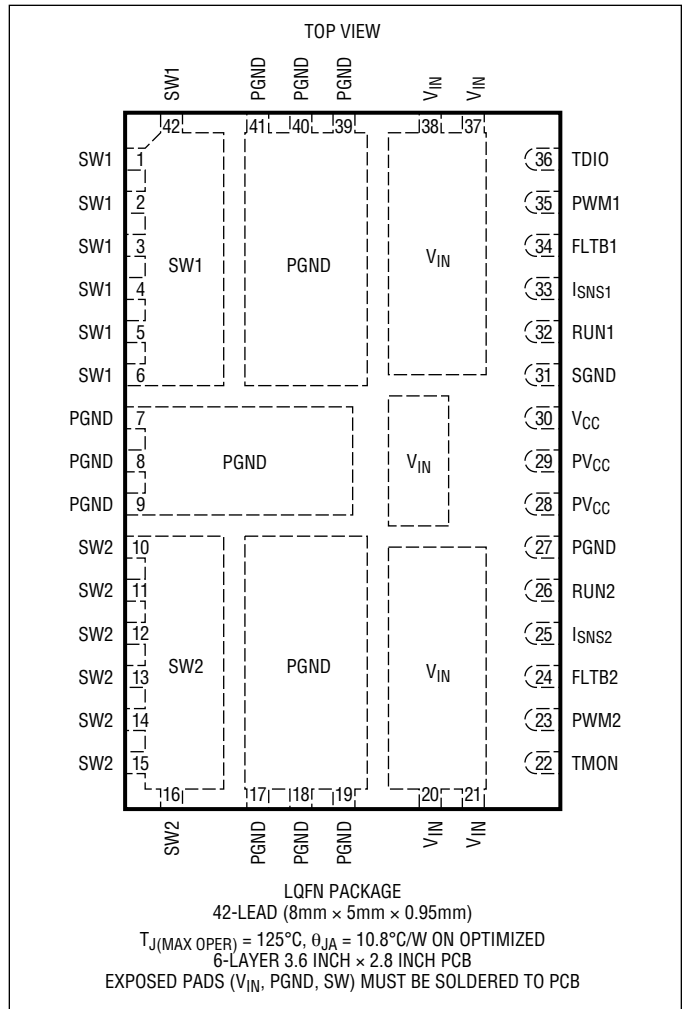 TOP VIEW
SW1 PGND PGND PGND VIN VIN
42 41 40 39 38 37
SW1 1 36 TDIO
SW1 2 35 PWM1
SW1 3 34 FLTB1
SW1 PGND VIN
SW1 4 33 ISNS1
SW1 5 32 RUN1
SW1 6 31 SGND
PGND 7 30 VCC
PGND 8 PGND VIN 29 PVCC
PGND 9 28 PVCC
SW2 10 27 PGND
SW2 11 26 RUN2
SW2 12 25 ISNS2
SW2 PGND VIN
SW2 13 24 FLTB2
SW2 14 23 PWM2
SW2 15 22 TMON
16 17 18 19 20 21
SW2 PGND PGND PGND VIN VIN
LQFN PACKAGE
42-LEAD (8mm × 5mm × 0.95mm)
TJ(MAX OPER) = 125°C, θJA = 10.8°C/W ON OPTIMIZED
6-LAYER 3.6 INCH × 2.8 INCH PCB
EXPOSED PADS (VIN, PGND, SW) MUST BE SOLDERED TO PCB